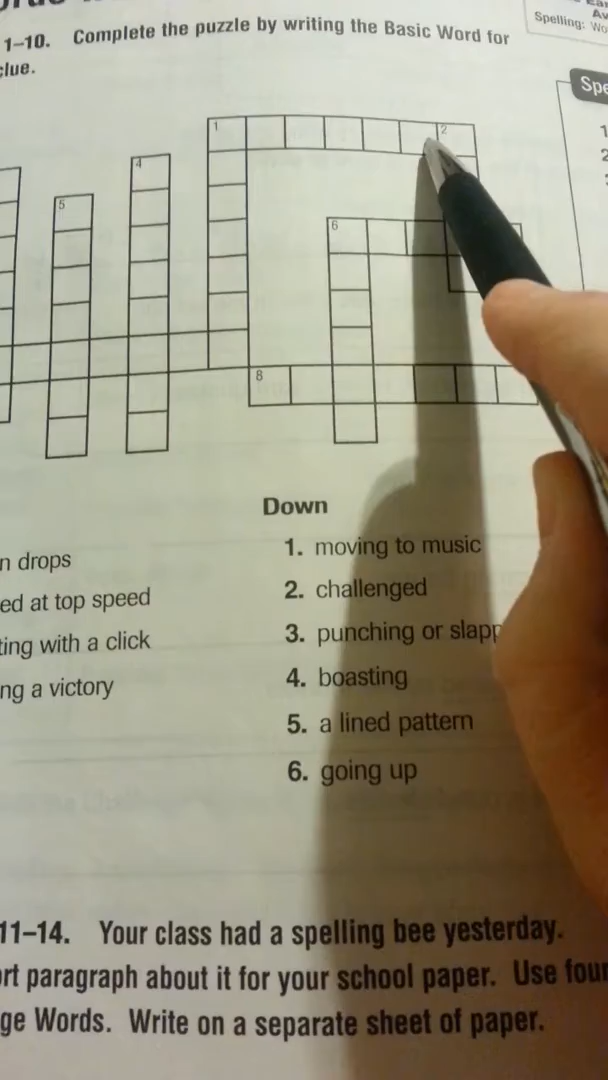 1–10. Complete the puzzle by writing the Basic Word for
clue.
Spelling:
1
2
4
5
6
8
Down
n drops
ed at top speed
ting with a click
ng a victory
1. moving to music
2. challenged
3. punching or slapp
4. boasting
5. a lined pattern
6. going up
11–14. Your class had a spelling bee yesterday.
ort paragraph about it for your school paper. Use four
ge Words. Write on a separate sheet of paper.